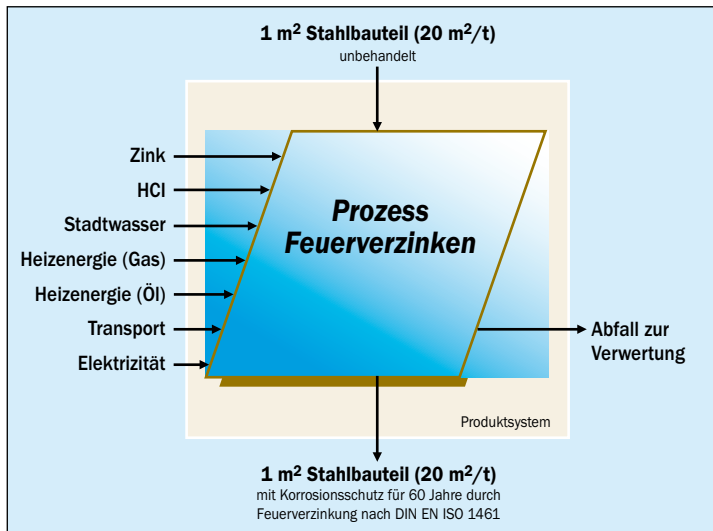 1 m² Stahlbauteil (20 m²/t)
unbehandelt
Zink
HCl
Stadtwasser
Heizenergie (Gas)
Heizenergie (Öl)
Transport
Elektrizität
Prozess
Feuerverzinken
Abfall zur
Verwertung
Produktsystem
1 m² Stahlbauteil (20 m²/t)
mit Korrosionsschutz für 60 Jahre durch
Feuerverzinkung nach DIN EN ISO 1461